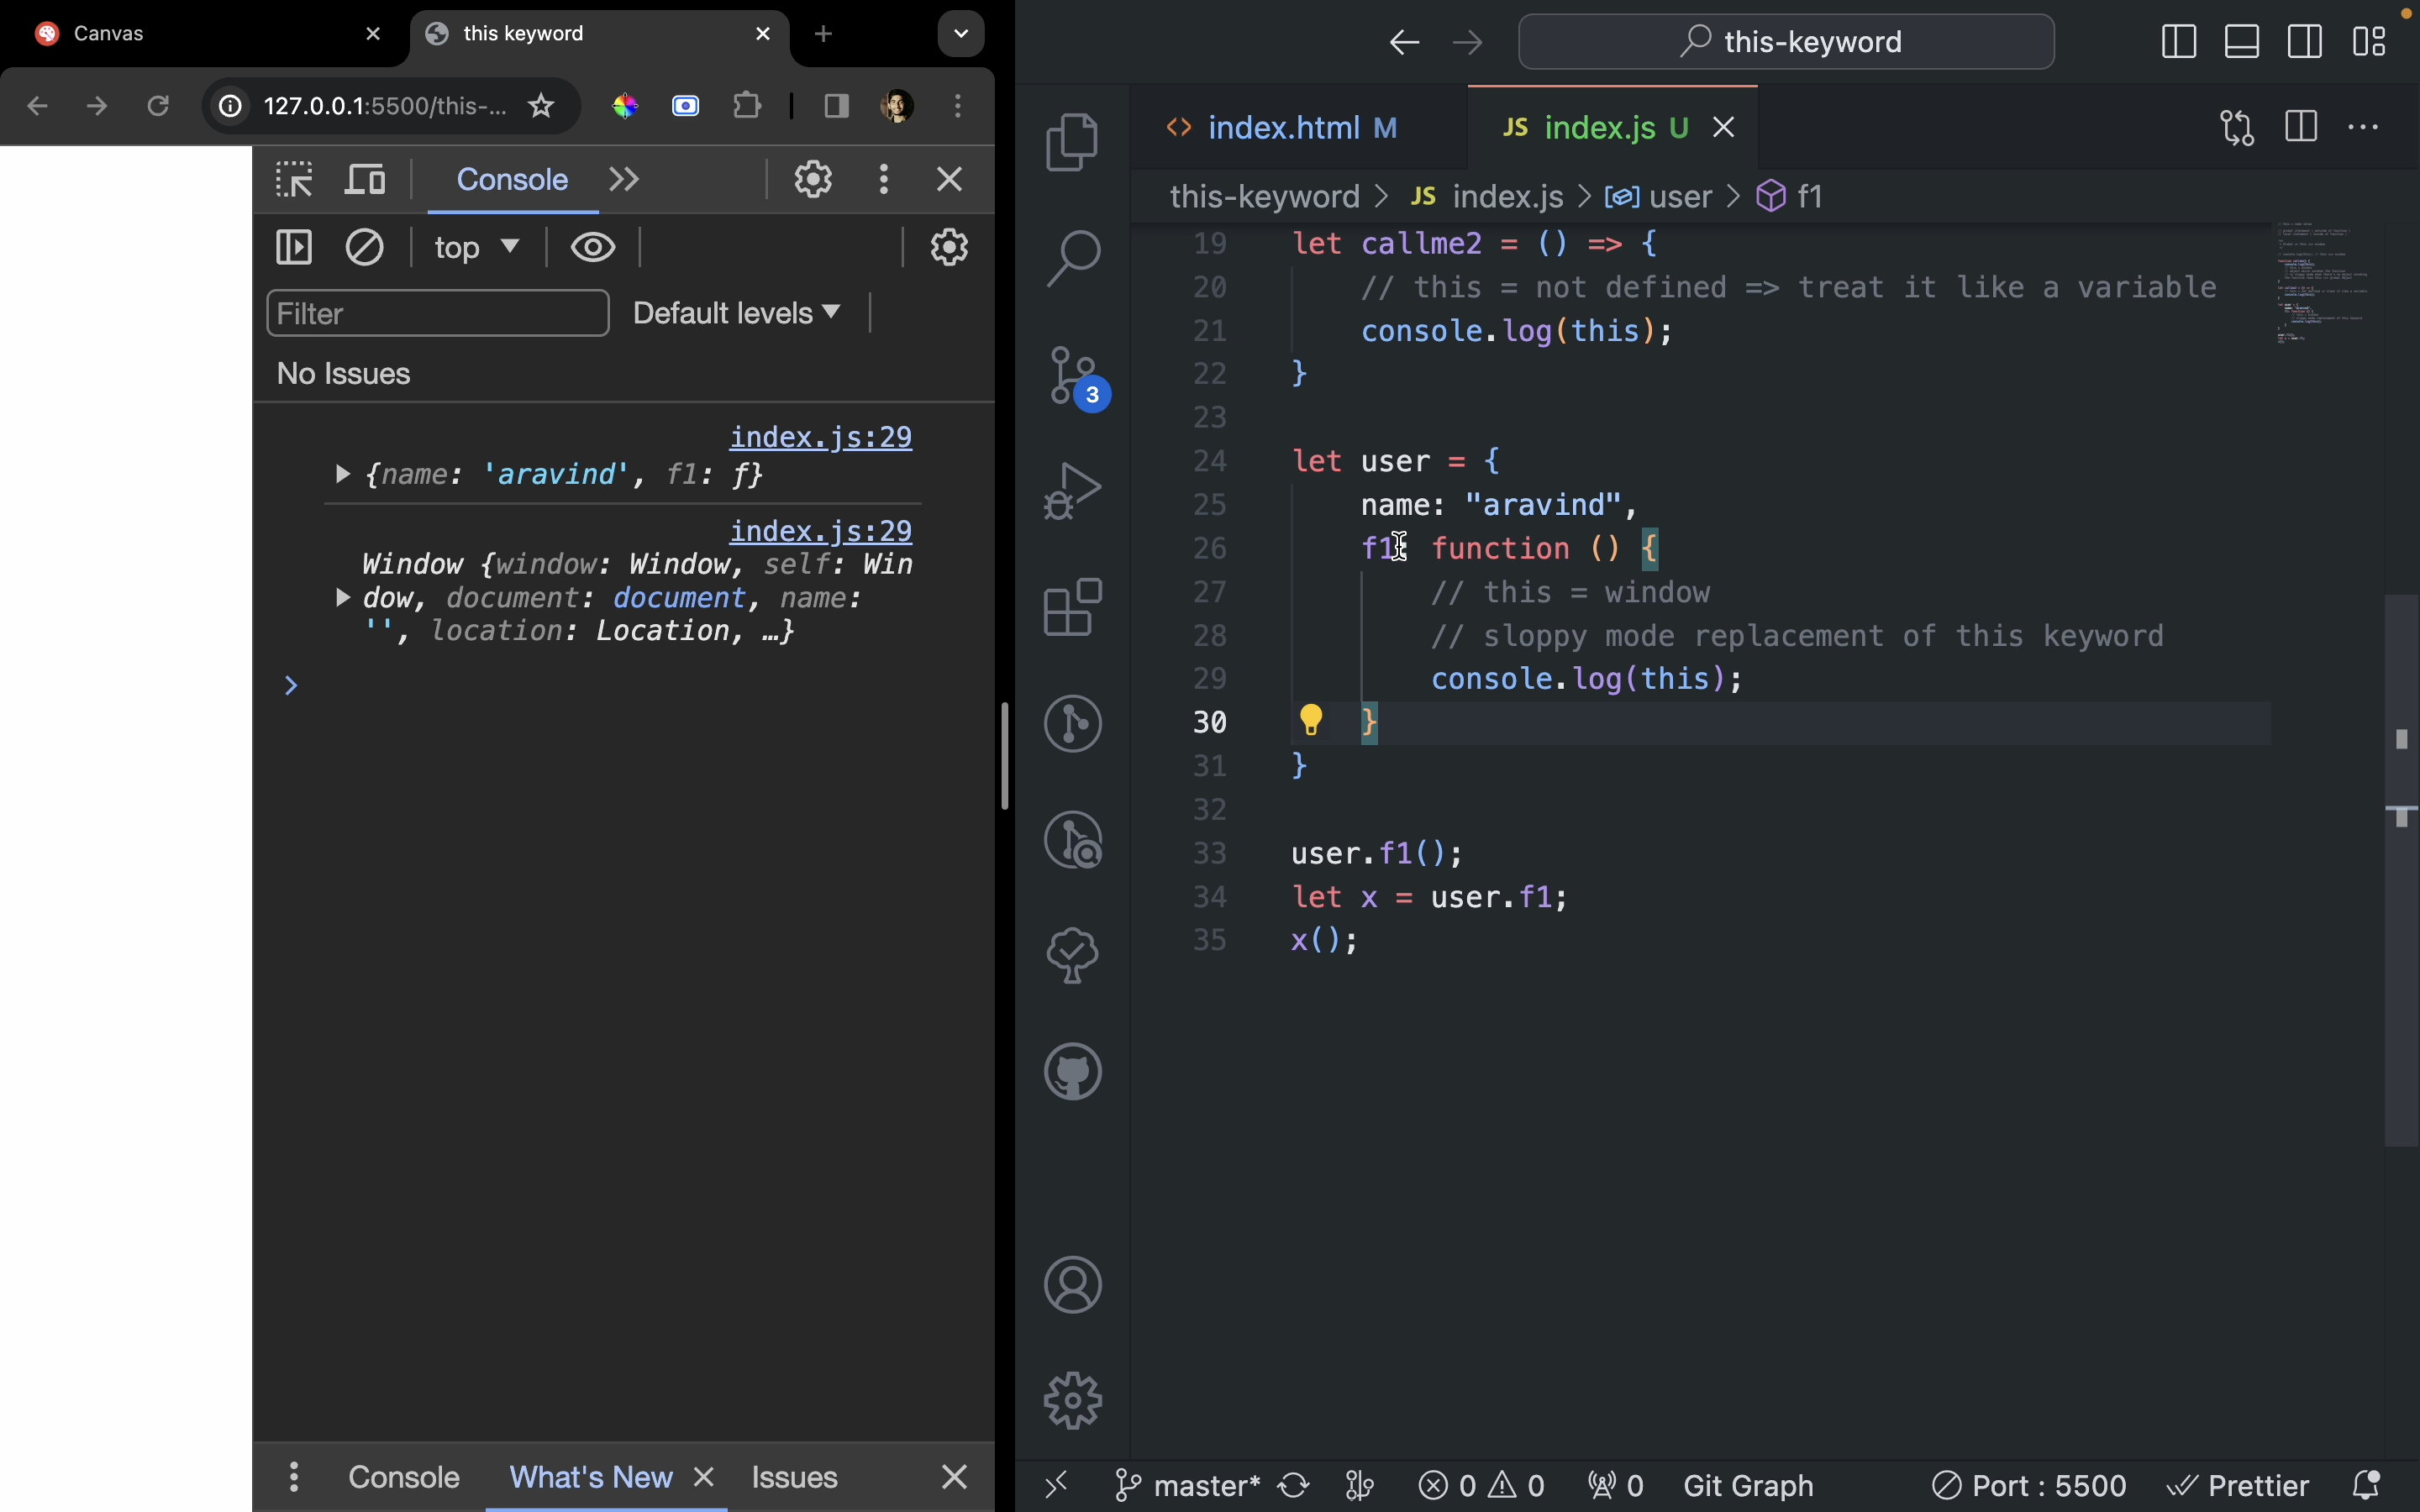 Canvas
this keyword
127.0.0.1:5500/this-...
Console
top
Filter
Default levels
No Issues
index.js:29
{name: 'aravind', f1: ƒ}
index.js:29
Window {window: Window, self: Win
dow, document: document, name:
'', location: Location, …}
Console
What's New
Issues
this-keyword
index.html M
JS index.js U
this-keyword > JS index.js > user > f1
3
19 let callme2 = () => {
20 // this = not defined => treat it like a variable
21 console.log(this);
22 }
23
24 let user = {
25 name: "aravind",
26 f1: function () {
27 // this = window
28 // sloppy mode replacement of this keyword
29 console.log(this);
30 }
31 }
32
33 user.f1();
34 let x = user.f1;
35 x();
master* 0 0 0 Git Graph Port : 5500 Prettier